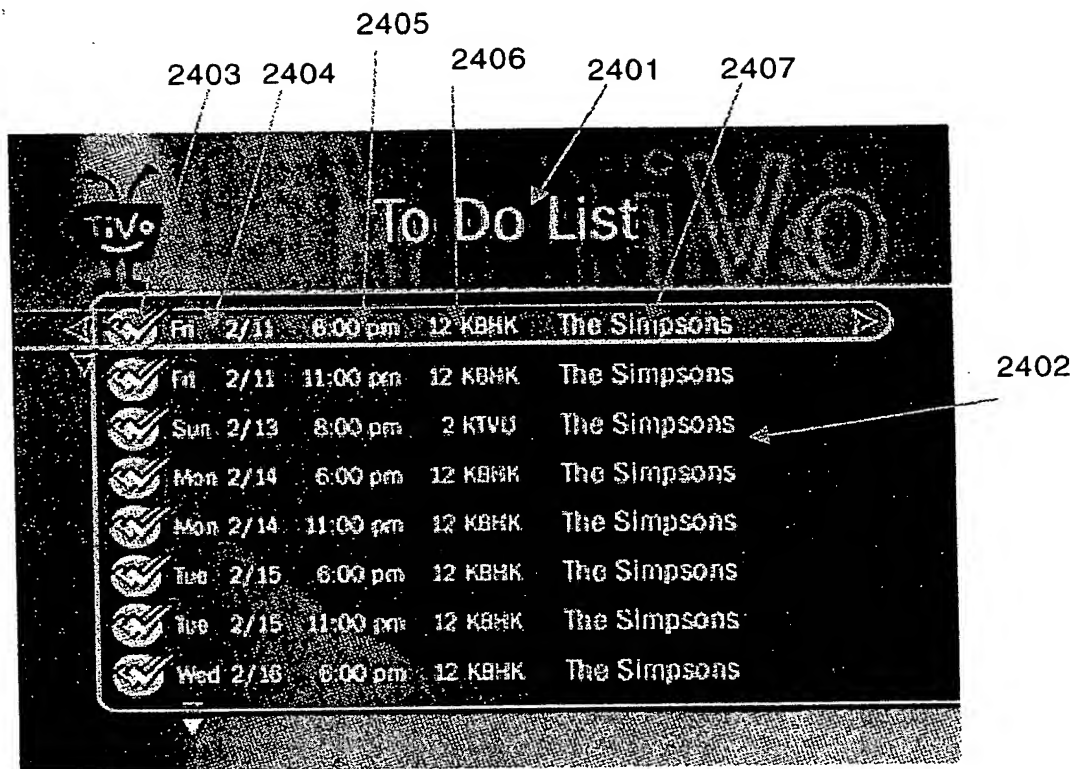 2405
2403 2404 2406 2401 2407
TiVo To Do List TiVo
Fri 2/11 6:00 pm 12 KBHK The Simpsons
Fri 2/11 11:00 pm 12 KBHK The Simpsons
2402
Sun 2/13 8:00 pm 2 KTVU The Simpsons
Mon 2/14 6:00 pm 12 KBHK The Simpsons
Mon 2/14 11:00 pm 12 KBHK The Simpsons
Tue 2/15 6:00 pm 12 KBHK The Simpsons
Tue 2/15 11:00 pm 12 KBHK The Simpsons
Wed 2/16 6:00 pm 12 KBHK The Simpsons